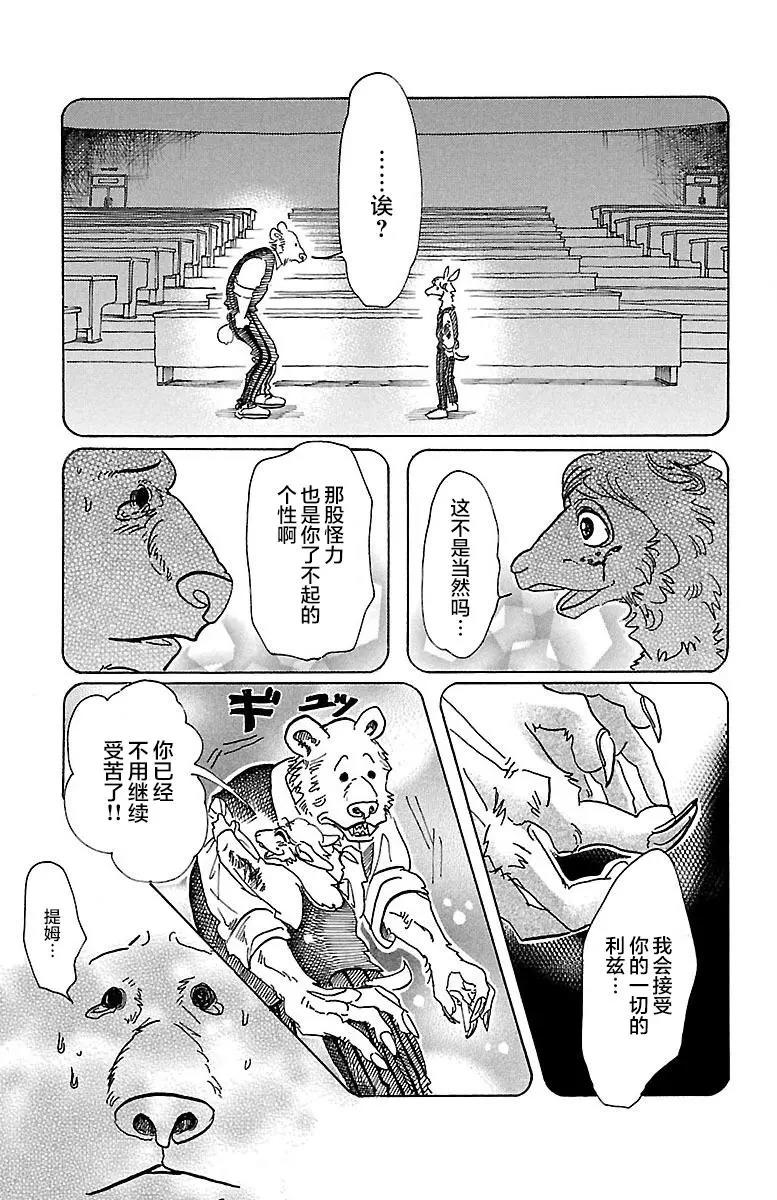 ……诶?
这不是当然吗…
那股怪力
也是你了不起的
个性啊
我会接受
你的一切的
利兹…
ギュッ
你已经
不用继续
受苦了!!
提姆…